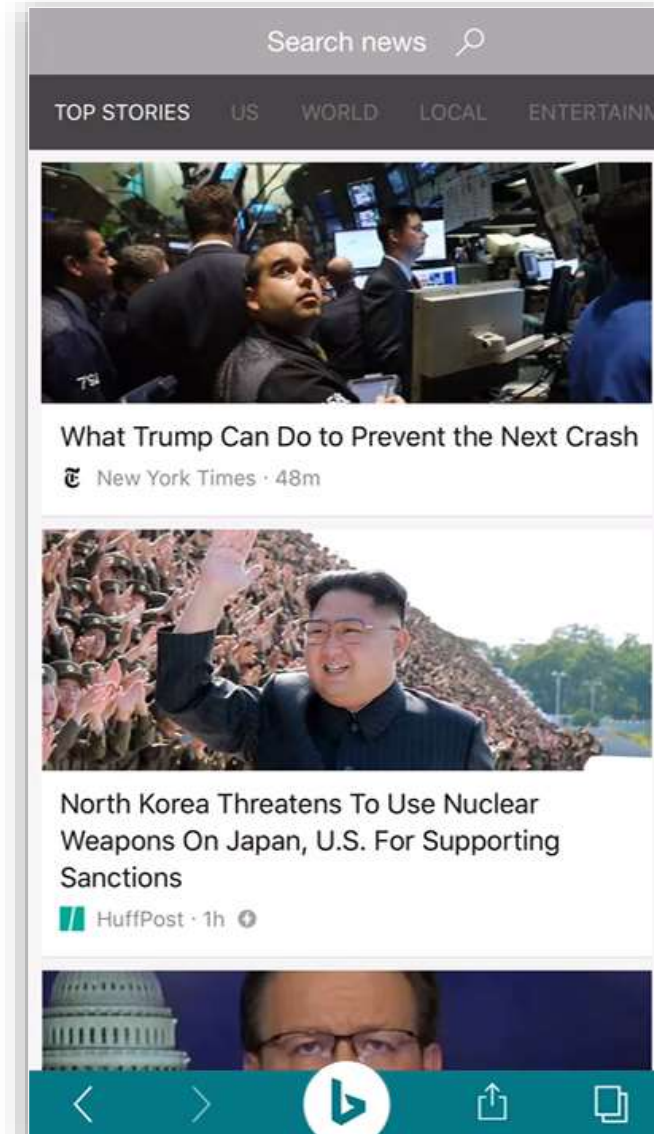 Search news
TOP STORIES US WORLD LOCAL ENTERTAINM
What Trump Can Do to Prevent the Next Crash
New York Times · 48m
North Korea Threatens To Use Nuclear
Weapons On Japan, U.S. For Supporting
Sanctions
HuffPost · 1h